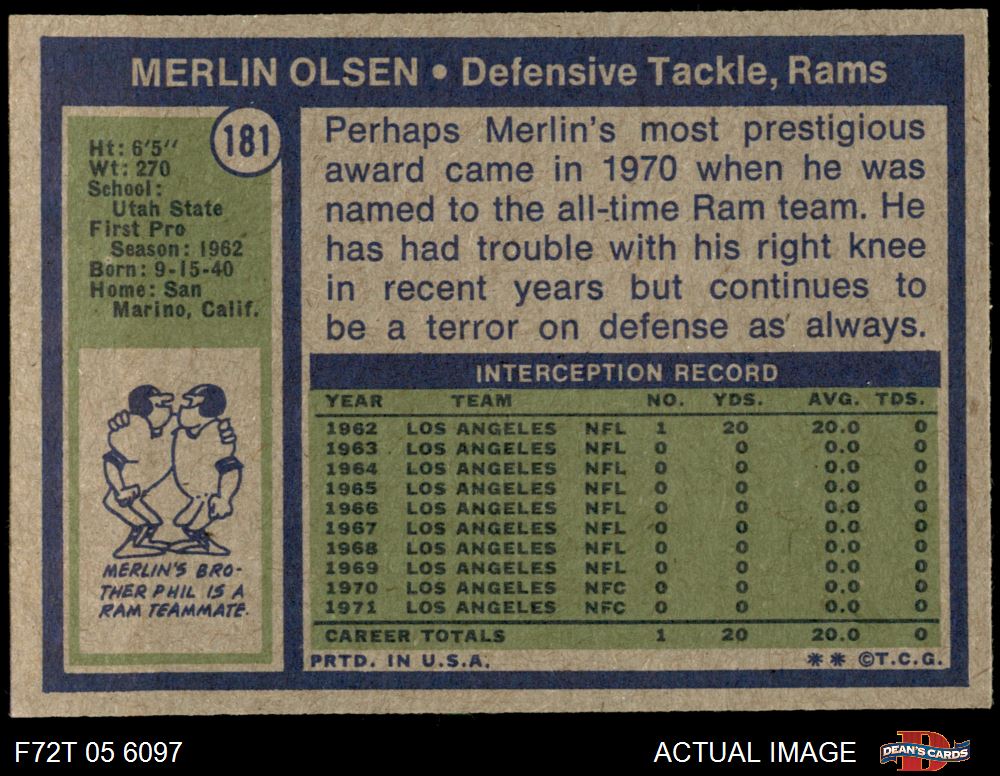 MERLIN OLSEN • Defensive Tackle, Rams
181
Ht: 6'5"
Wt: 270
School:
Utah State
First Pro
Season: 1962
Born: 9-15-40
Home: San
Marino, Calif.
MERLIN'S BRO-
THER PHIL IS A
RAM TEAMMATE.
Perhaps Merlin's most prestigious
award came in 1970 when he was
named to the all-time Ram team. He
has had trouble with his right knee
in recent years but continues to
be a terror on defense as always.
INTERCEPTION RECORD
YEAR TEAM NO. YDS. AVG. TDS.
1962 LOS ANGELES NFL 1 20 20.0 0
1963 LOS ANGELES NFL 0 0 0.0 0
1964 LOS ANGELES NFL 0 0 0.0 0
1965 LOS ANGELES NFL 0 0 0.0 0
1966 LOS ANGELES NFL 0 0 0.0 0
1967 LOS ANGELES NFL 0 0 0.0 0
1968 LOS ANGELES NFL 0 0 0.0 0
1969 LOS ANGELES NFL 0 0 0.0 0
1970 LOS ANGELES NFC 0 0 0.0 0
1971 LOS ANGELES NFC 0 0 0.0 0
CAREER TOTALS 1 20 20.0 0
PRTD. IN U.S.A. ** ©T.C.G.
F72T 05 6097 ACTUAL IMAGE D DEAN'S CARDS